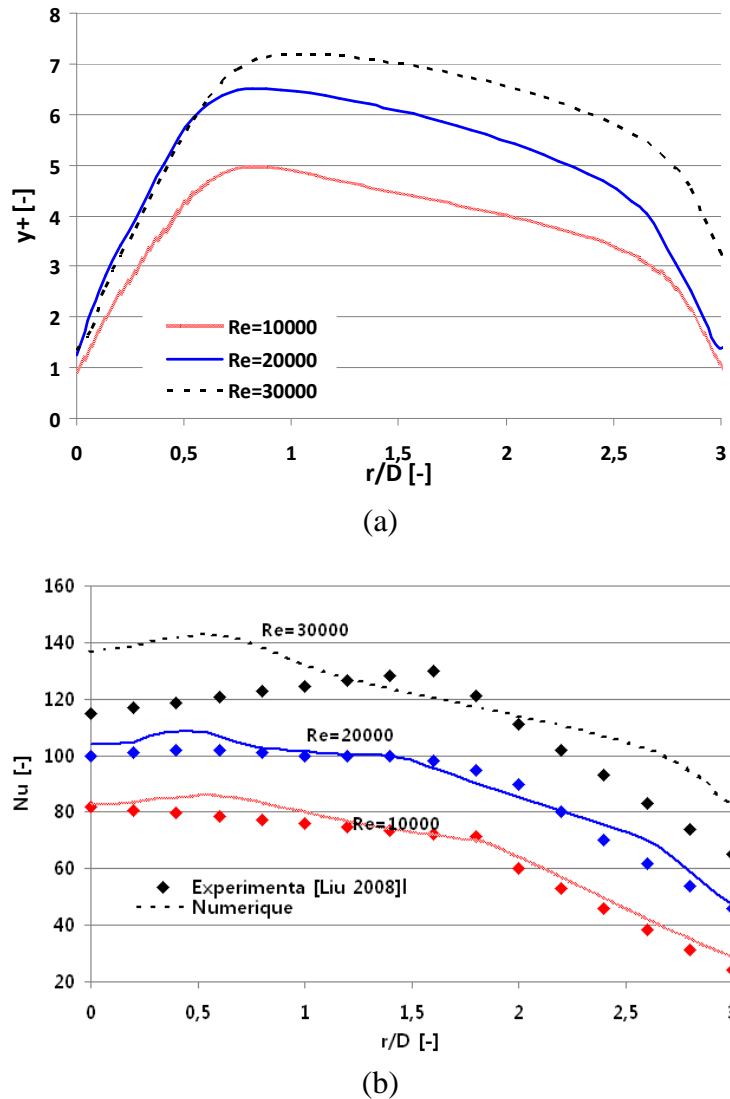 8
7
6
5
4
3
2
1
0
y+ [-]
Re=10000
Re=20000
Re=30000
0 0,5 1 1,5 2 2,5 3
r/D [-]
(a)
160
140
120
100
80
60
40
20
Nu [-]
Re=30000
Re=20000
Re=10000
Experimenta [Liu 2008]l
Numerique
0 0,5 1 1,5 2 2,5 3
r/D [-]
(b)